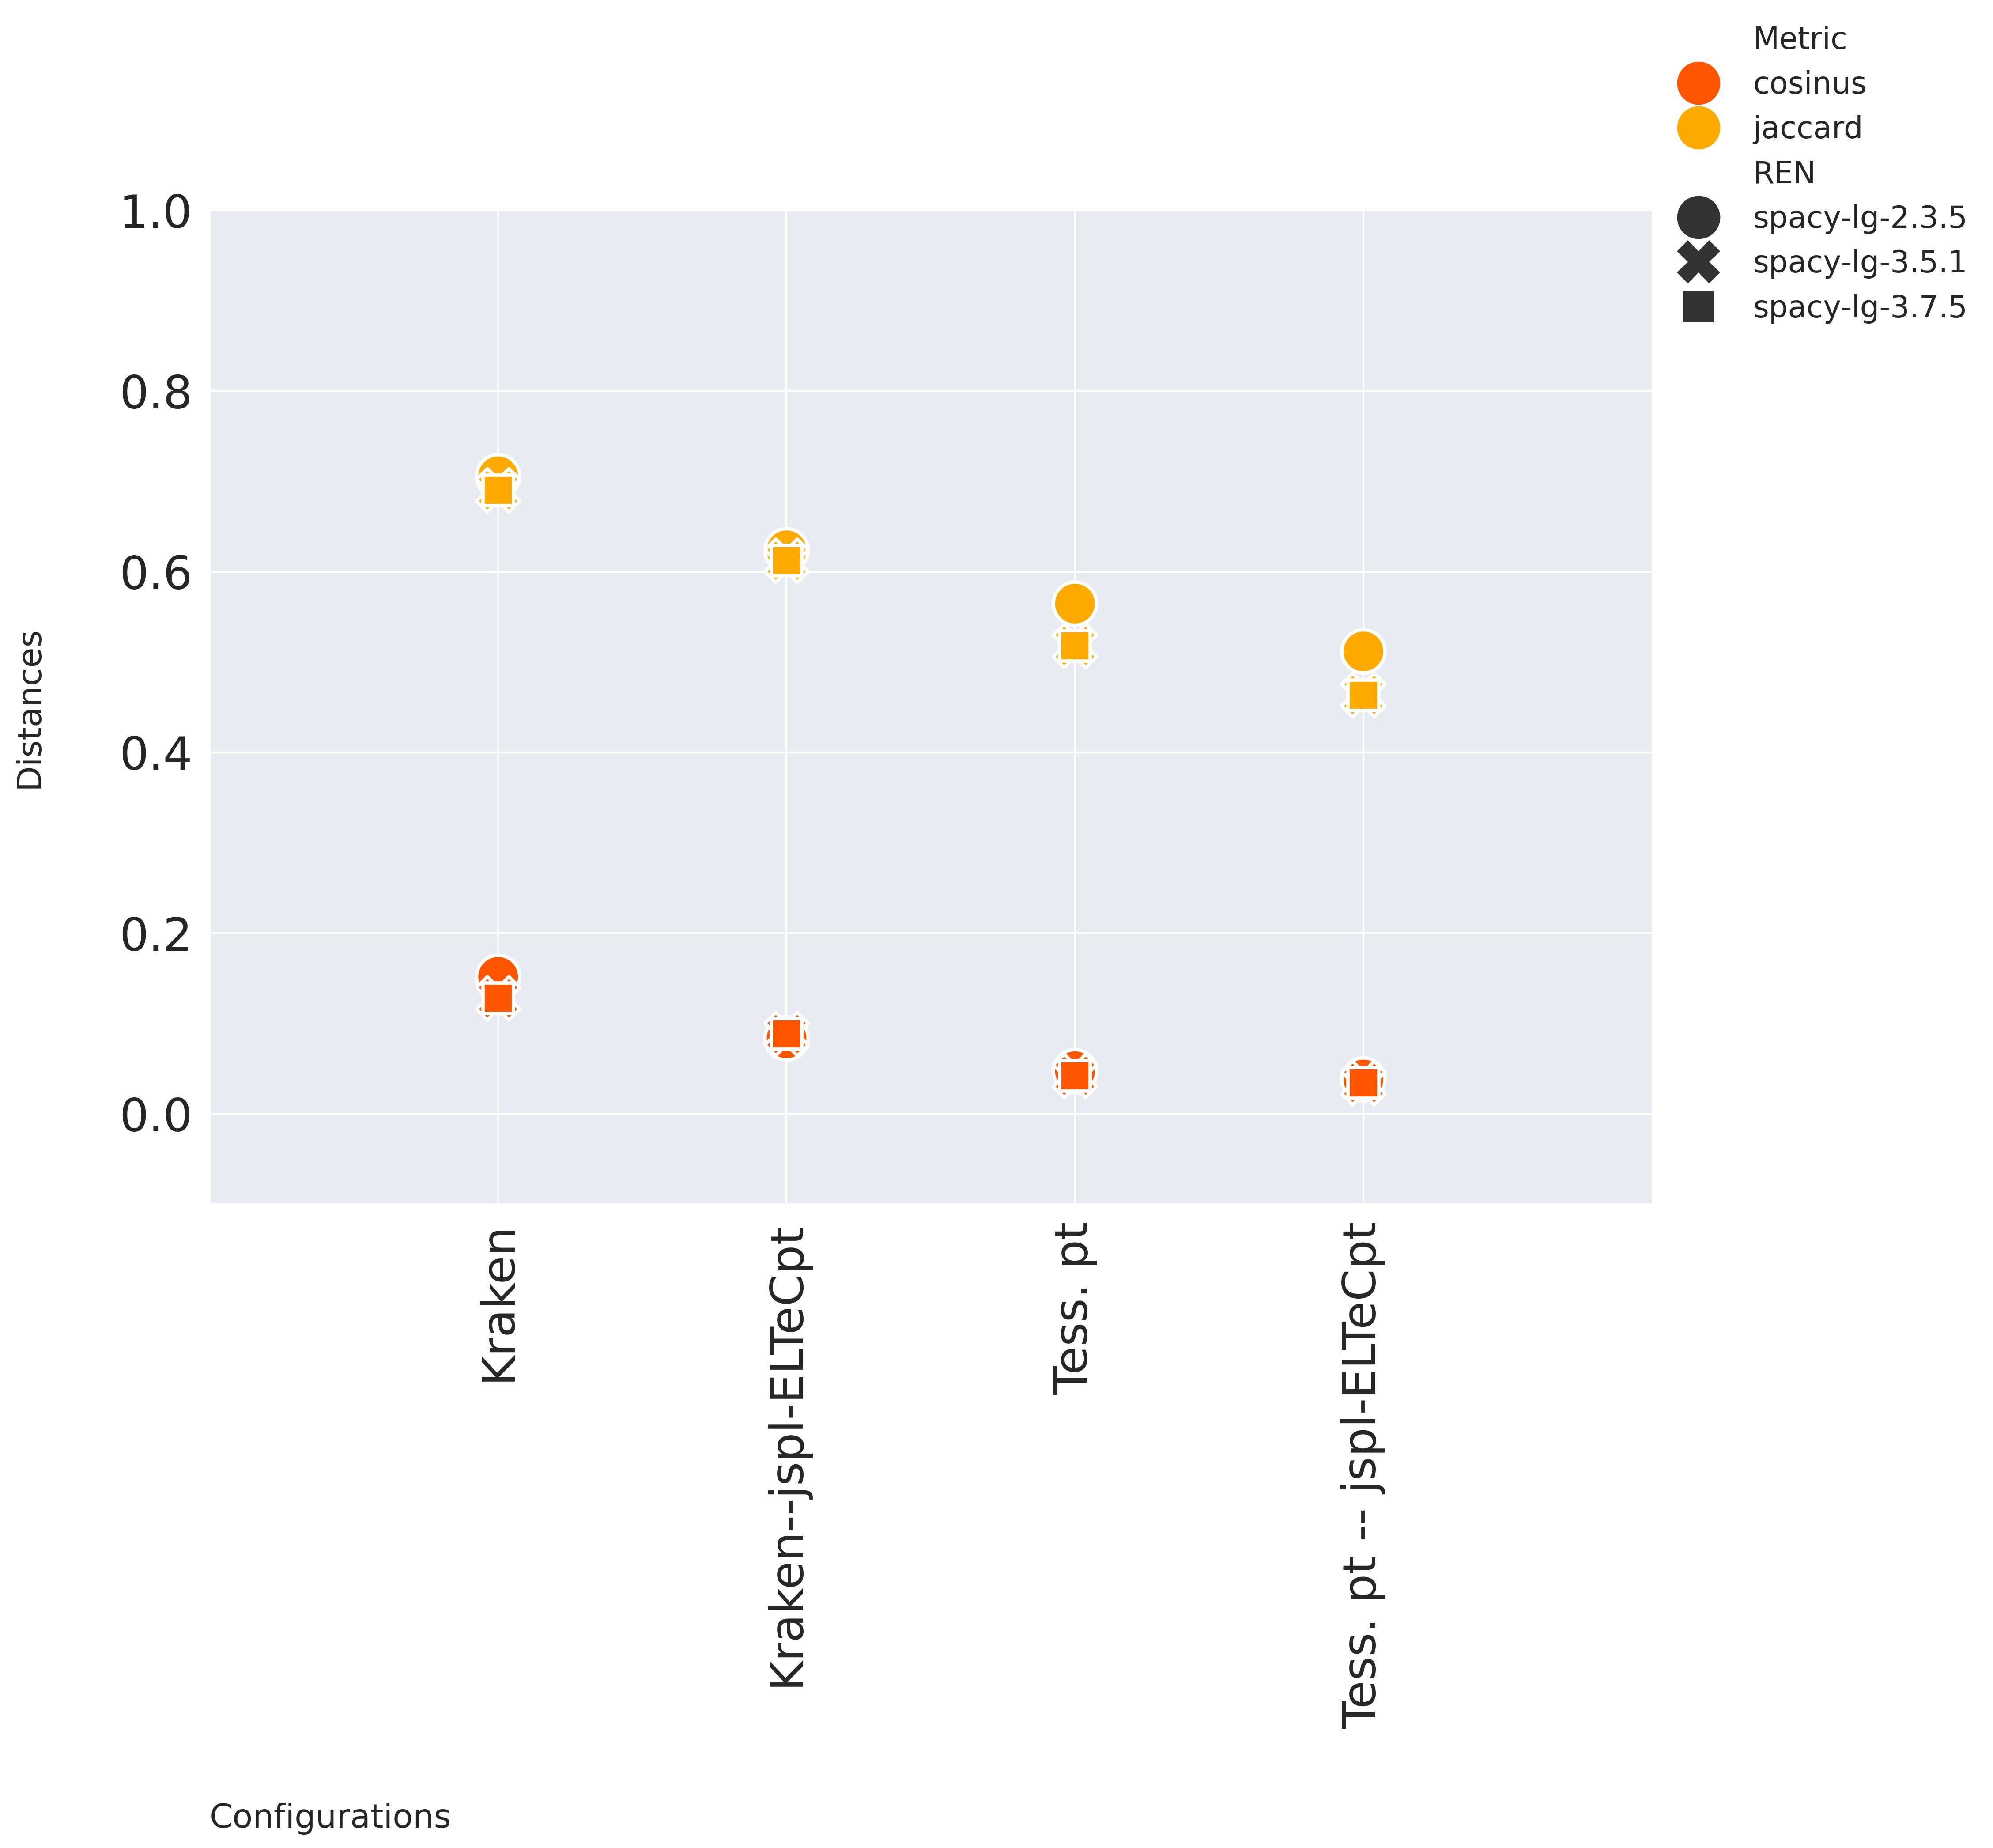 Metric
cosinus
jaccard
REN
spacy-lg-2.3.5
spacy-lg-3.5.1
spacy-lg-3.7.5
1.0
0.8
0.6
0.4
0.2
0.0
Distances
Kraken
Kraken--jspl-ELTeCpt
Tess. pt
Tess. pt -- jspl-ELTeCpt
Configurations